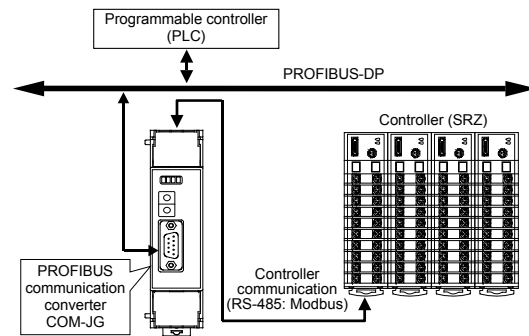 Programmable controller
(PLC)
PROFIBUS-DP
Controller (SRZ)
PROFIBUS
communication
converter
COM-JG
Controller
communication
(RS-485: Modbus)